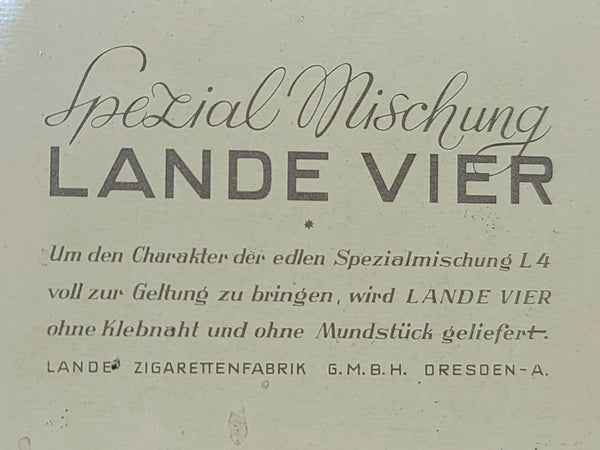 Spezial Mischung
LANDE VIER
*
Um den Charakter der edlen Spezialmischung L 4
voll zur Geltung zu bringen, wird LANDE VIER
ohne Klebnaht und ohne Mundstück geliefert.
LANDE ZIGARETTENFABRIK G.M.B.H. DRESDEN-A.